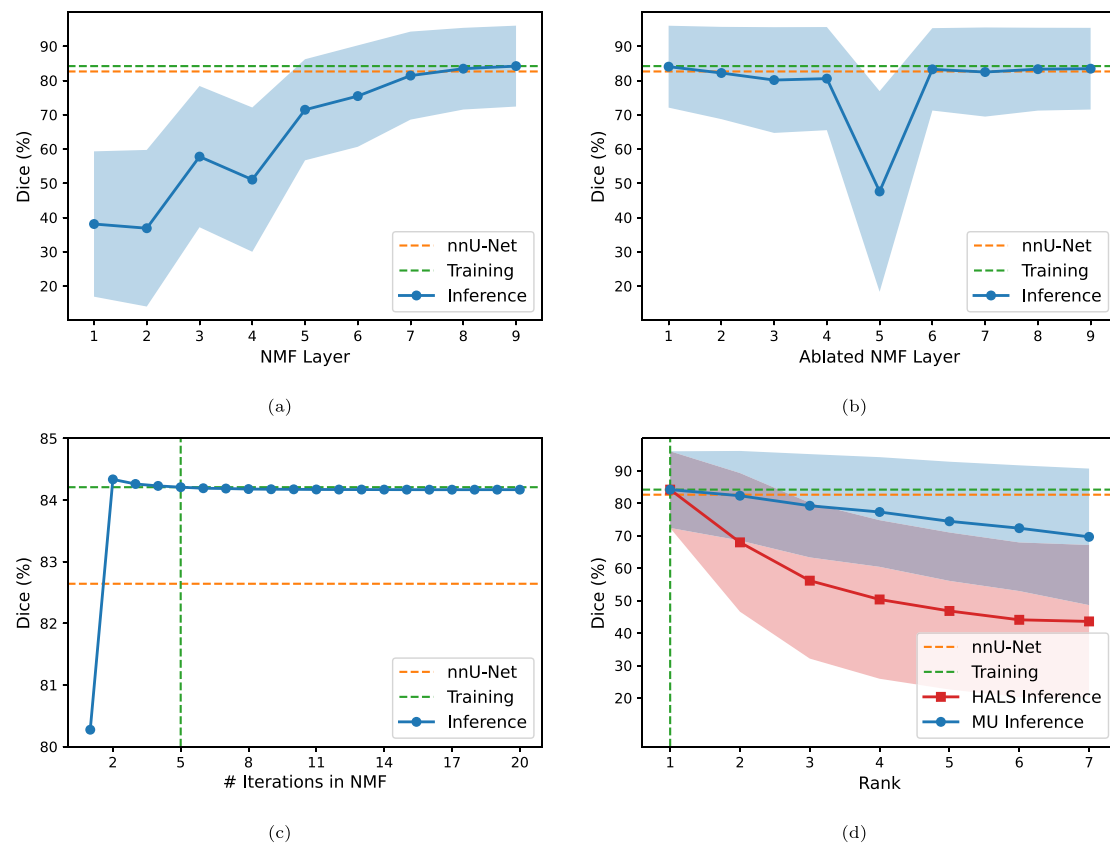 90
80
70
60
50
40
30
20
Dice (%)
nnU-Net
Training
Inference
1 2 3 4 5 6 7 8 9
NMF Layer
(a)
90
80
70
60
50
40
30
20
Dice (%)
nnU-Net
Training
Inference
1 2 3 4 5 6 7 8 9
Ablated NMF Layer
(b)
85
84
83
82
81
80
Dice (%)
nnU-Net
Training
Inference
2 5 8 11 14 17 20
# Iterations in NMF
(c)
90
80
70
60
50
40
30
20
Dice (%)
nnU-Net
Training
HALS Inference
MU Inference
1 2 3 4 5 6 7
Rank
(d)